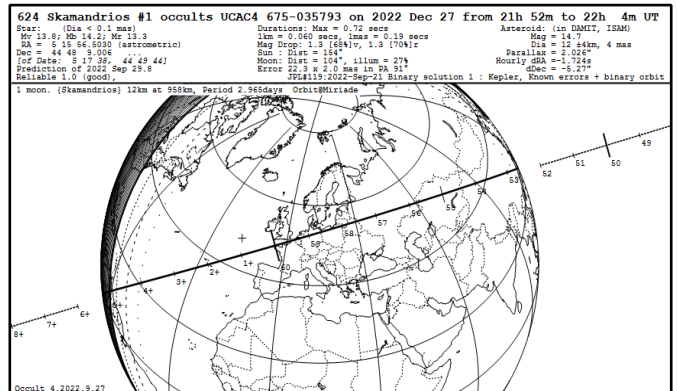 624 Skamandrios #1 occults UCAC4 675-035793 on 2022 Dec 27 from 21h 52m to 22h  4m UT
Star:     (Dia < 0.1 mas)
Mv 13.8; Mb 14.2; Mr 13.3
RA =  5 15 56.5030 (astrometric)
Dec =  44 48  9.006   ...
[of Date:  5 17 38,  44 49 44]
Prediction of 2022 Sep 29.8
Reliable 1.0 (good),
Durations: Max = 0.72 secs
1km = 0.060 secs, 1mas = 0.19 secs
Mag Drop: 1.3 [68%]v, 1.3 [70%]r
Sun : Dist = 154°
Moon: Dist = 104°, illum = 27%
Error 22.3 x 2.0 mas in PA 91°
Asteroid: (in DAMIT, ISAM)
Mag = 14.7
Dia = 12 ±4km, 4 mas
Parallax = 2.026"
Hourly dRA =-1.724s
dDec = -5.27"
JPL#119:2022-Sep-21 Binary solution 1 : Kepler, Known errors + binary orbit
1 moon. {Skamandrios} 12km at 958km, Period 2.965days  Orbit@Miriade
49
50
51
52
53
54
55
56
57
58
59
60
1+
2+
3+
4+
5+
6+
7+
8+
Occult 4.2022.9.27